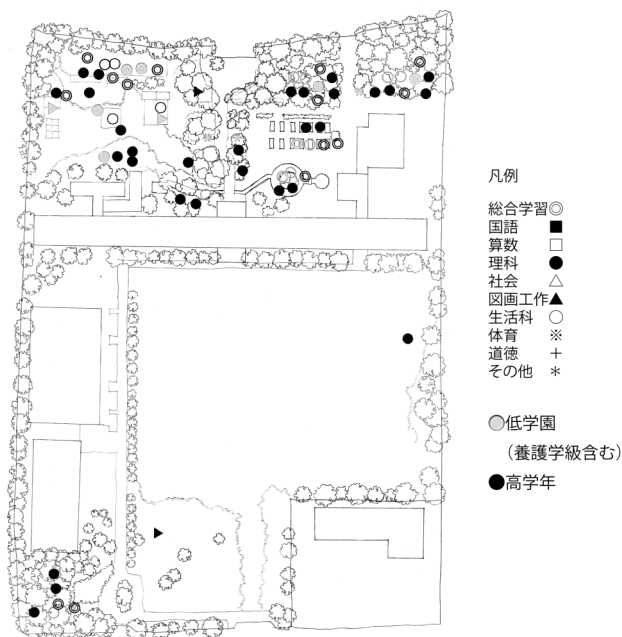 凡例
総合学習◎
国語■
算数□
理科●
社会△
図画工作▲
生活科○
体育※
道徳+
その他*
低学園
(養護学級含む)
高学年